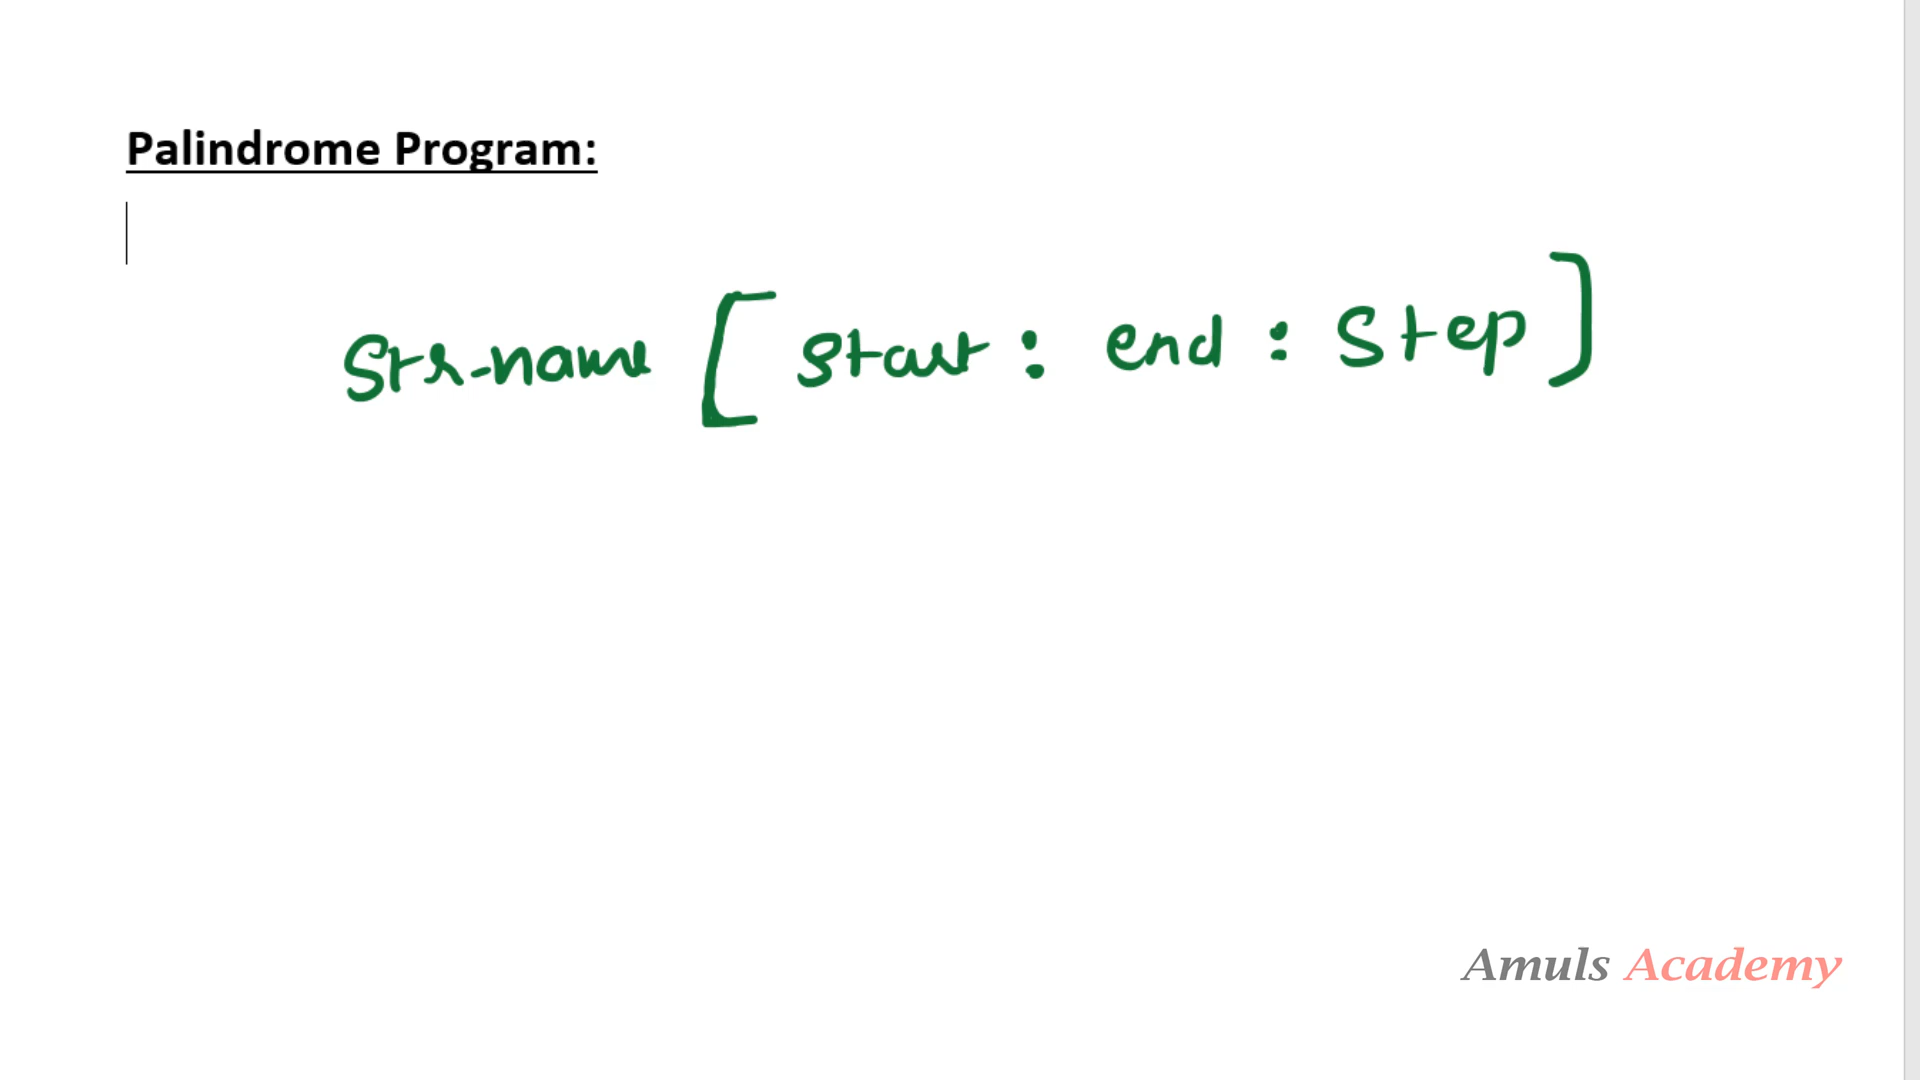 Palindrome Program:
Str-name [ start : end : Step ]
Amuls Academy